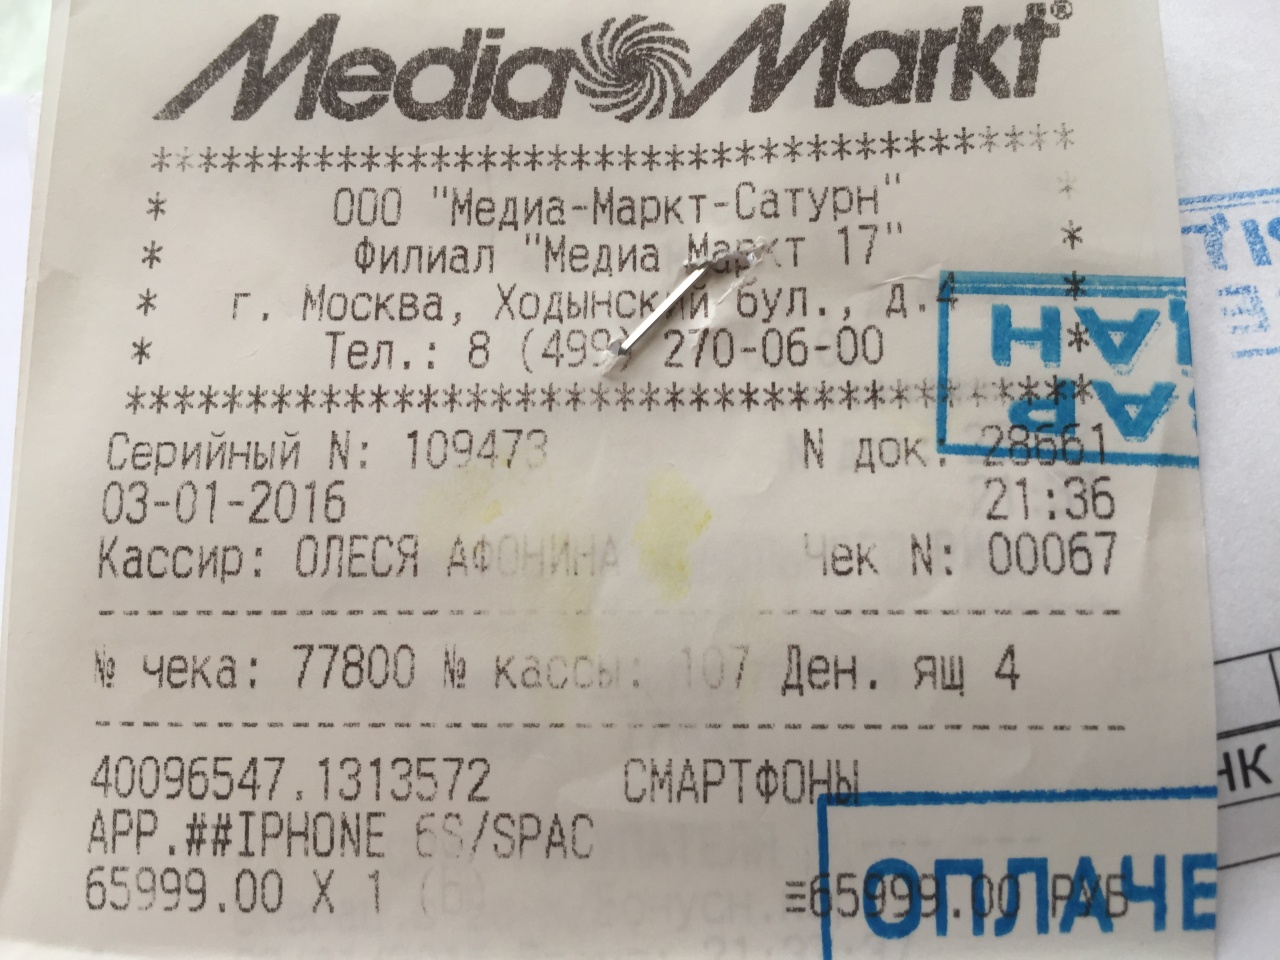 Media Markt®
***************************************
* ООО "Медиа-Маркт-Сатурн" *
* Филиал "Медиа Маркт 17" *
* г. Москва, Ходынский бул., д.4 *
* Тел.: 8 (499) 270-06-00 *
***************************************
Серийный N: 109473 N док: 28661
03-01-2016 21:36
Кассир: ОЛЕСЯ АФОНИНА Чек N: 00067
№ чека: 77800 № кассы: 107 Ден. ящ 4
40096547.1313572 СМАРТФОНЫ
APP.##IPHONE 6S/SPAC
65999.00 X 1 (б) ≡65999.00 РУБ
ОПЛАЧЕ